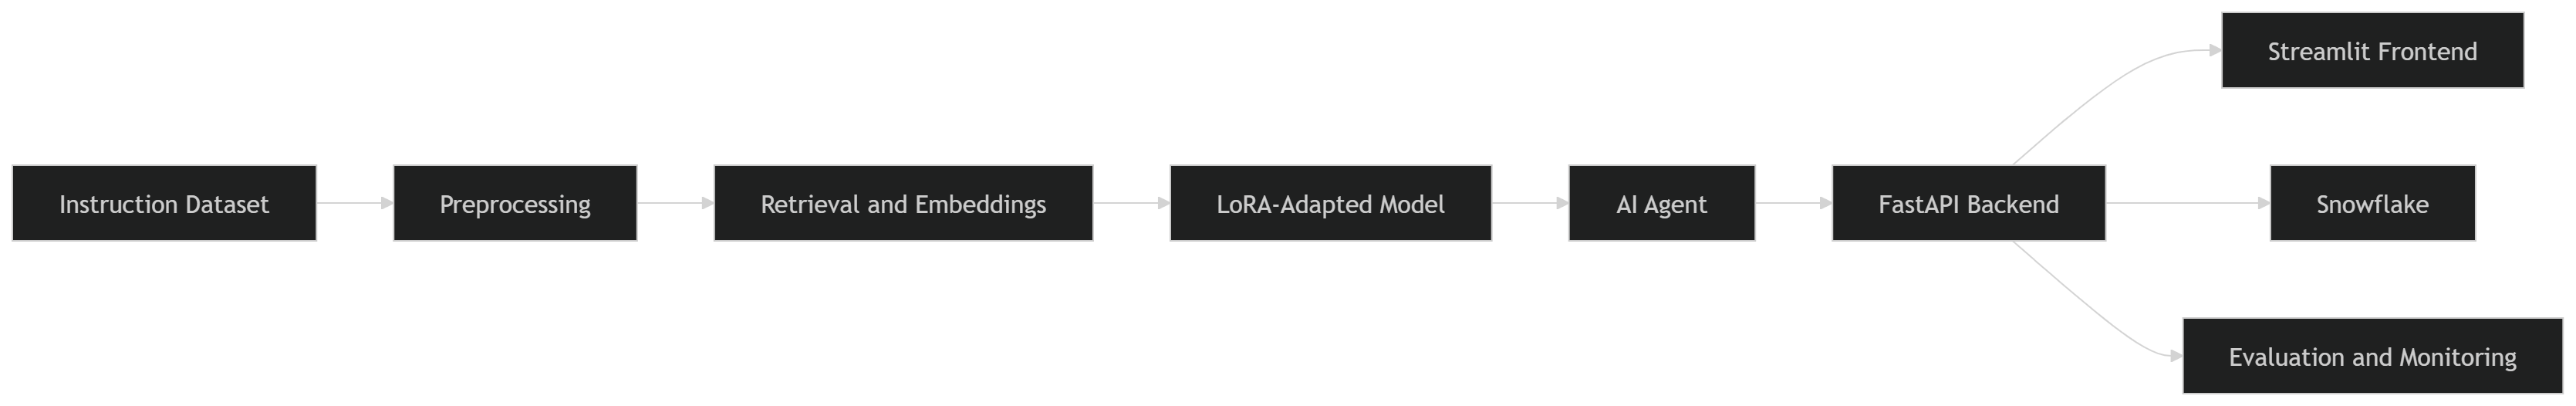 Instruction Dataset
Preprocessing
Retrieval and Embeddings
LoRA-Adapted Model
AI Agent
FastAPI Backend
Streamlit Frontend
Snowflake
Evaluation and Monitoring